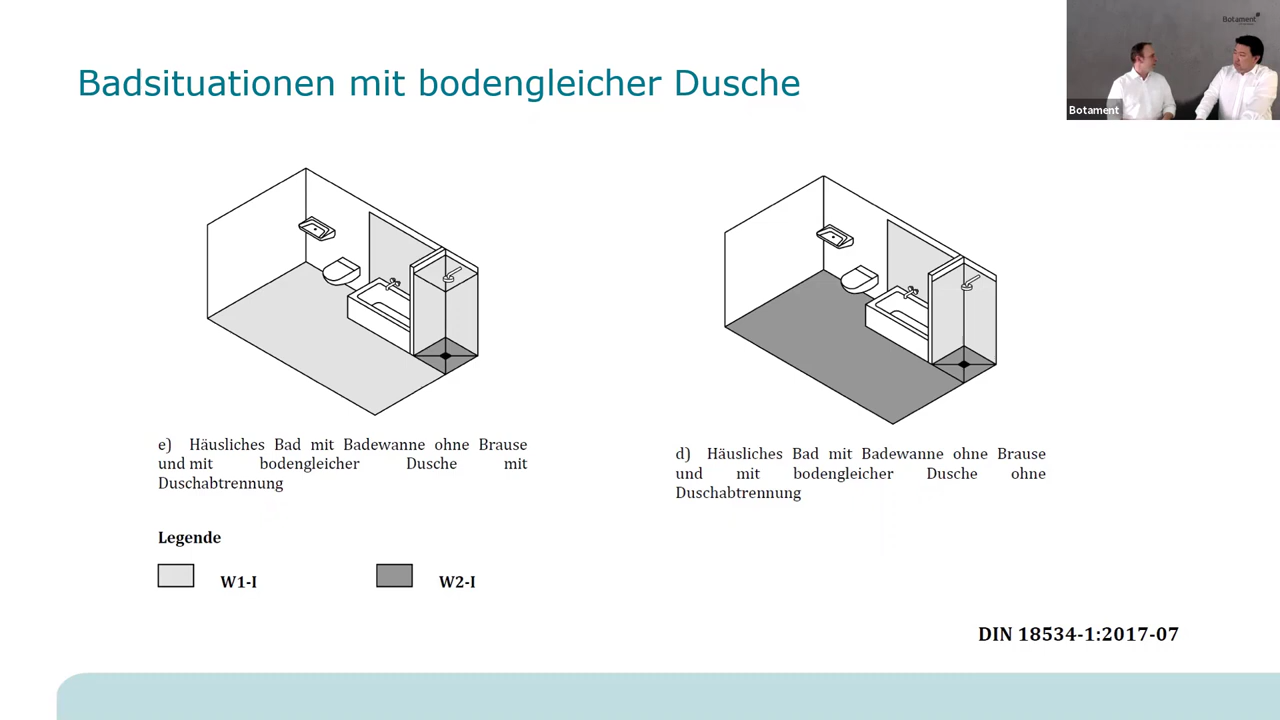 Badsituationen mit bodengleicher Dusche
Botament
Botament
e) Häusliches Bad mit Badewanne ohne Brause
und mit bodengleicher Dusche mit
Duschabtrennung
d) Häusliches Bad mit Badewanne ohne Brause
und mit bodengleicher Dusche ohne
Duschabtrennung
Legende
W1-I
W2-I
DIN 18534-1:2017-07